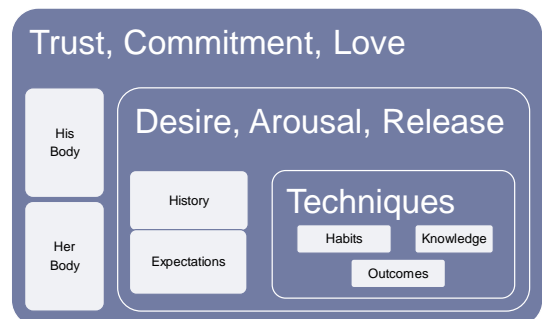 Trust, Commitment, Love
His
Body
Her
Body
Desire, Arousal, Release
History
Expectations
Techniques
Habits
Knowledge
Outcomes